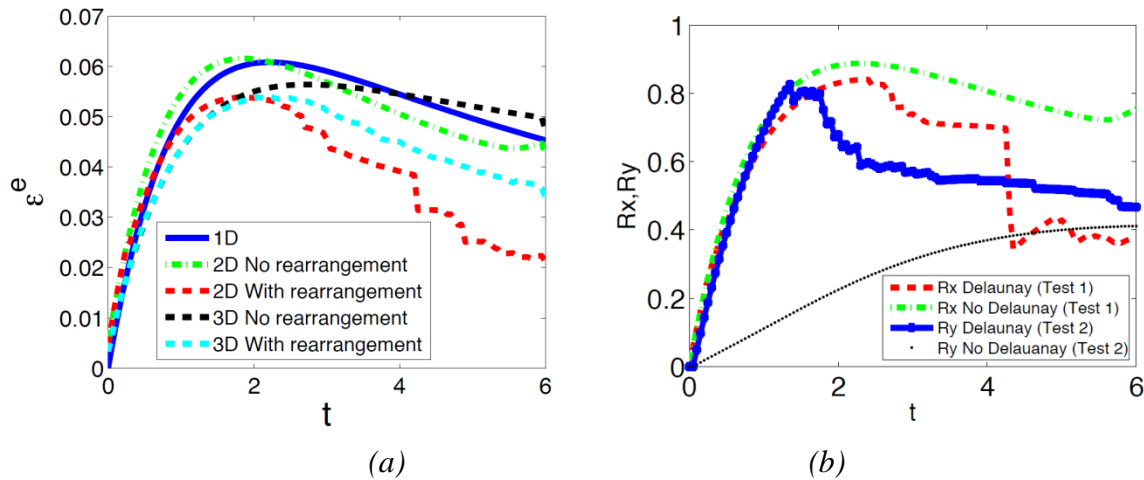 0.07
0.06
0.05
0.04
0.03
0.02
0.01
0
εe
1D
2D No rearrangement
2D With rearrangement
3D No rearrangement
3D With rearrangement
0 2 4 6
t
(a)
1
0.8
0.6
0.4
0.2
0
Rx,Ry
Rx Delaunay (Test 1)
Rx No Delaunay (Test 1)
Ry Delaunay (Test 2)
Ry No Delauanay (Test 2)
0 2 4 6
t
(b)